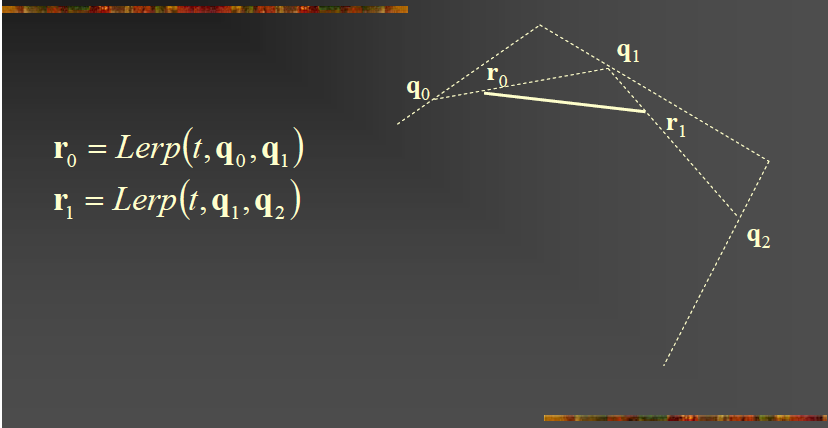 q₁
r₀
q₀
r₁
r₀ = Lerp(t, q₀, q₁)
r₁ = Lerp(t, q₁, q₂)
q₂